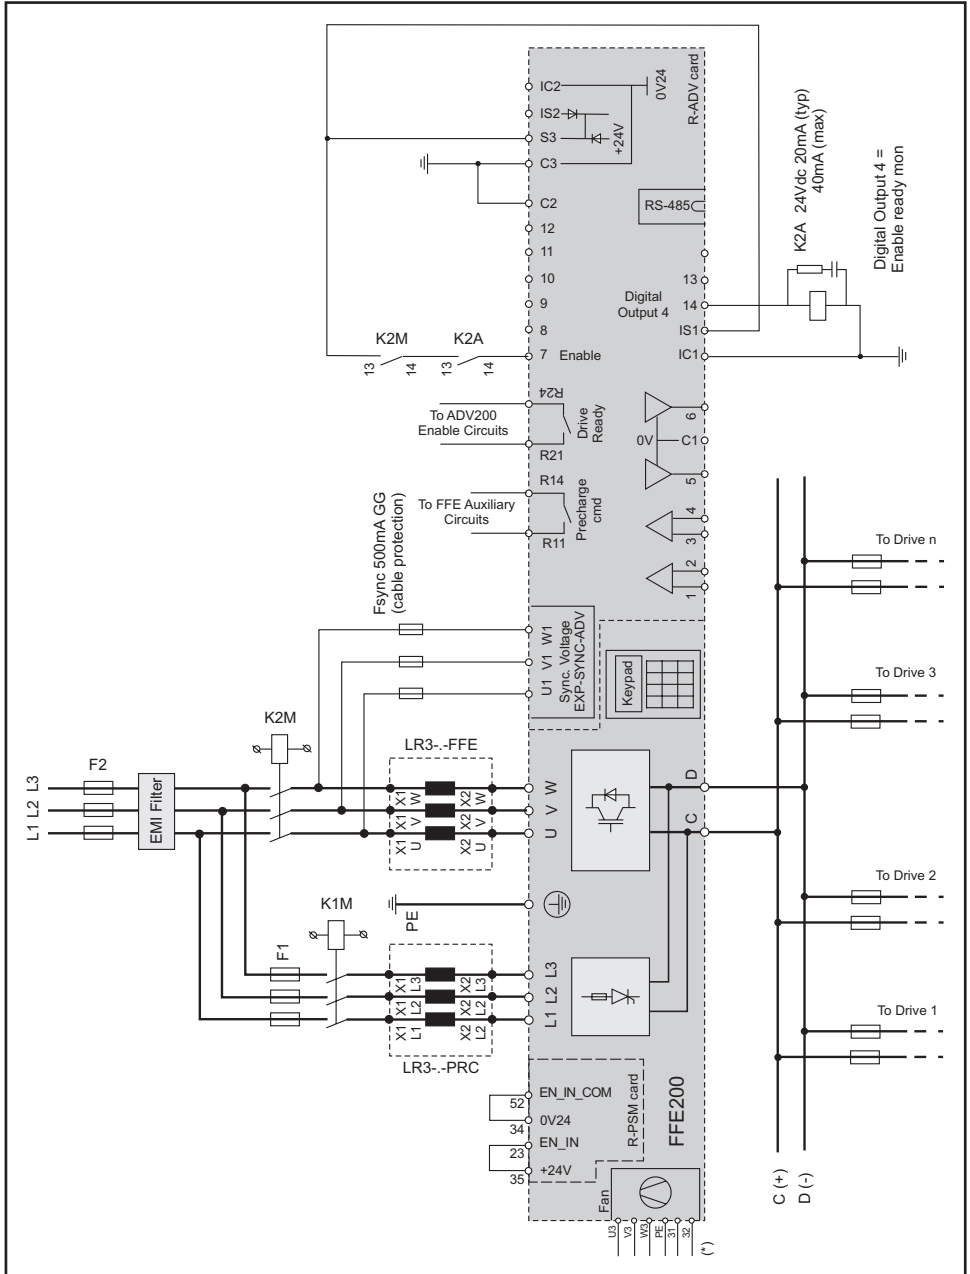 IC2
IS2
S3
+24V
0V24
R-ADV card
C3
C2
RS-485
12
11
10
9
8
7 Enable
K2M
13
14
K2A
13
14
13
Digital
Output 4
14
IS1
IC1
K2A 24Vdc 20mA (typ)
40mA (max)
Digital Output 4 =
Enable ready mon
R24
To ADV200
Enable Circuits
Drive
Ready
R21
R14
To FFE Auxiliary
Circuits
Precharge
cmd
R11
6
0V
C1
5
4
3
2
1
Fsync 500mA GG
(cable protection)
U1 V1 W1
Sync. Voltage
EXP-SYNC-ADV
Keypad
To Drive n
To Drive 3
To Drive 2
To Drive 1
L1 L2 L3
F2
EMI Filter
K2M
LR3-.-FFE
X1 W
X2 W
W
X1 V
X2 V
V
X1 U
X2 U
U
D
C
PE
K1M
F1
X1 L3
X2 L3
L3
X1 L2
X2 L2
L2
X1 L1
X2 L2
L1
LR3-.-PRC
52
EN_IN_COM
34
0V24
23
EN_IN
35
+24V
R-PSM card
FFE200
Fan
U3
V3
W3
PE
31
32
(*)
C (+)
D (-)